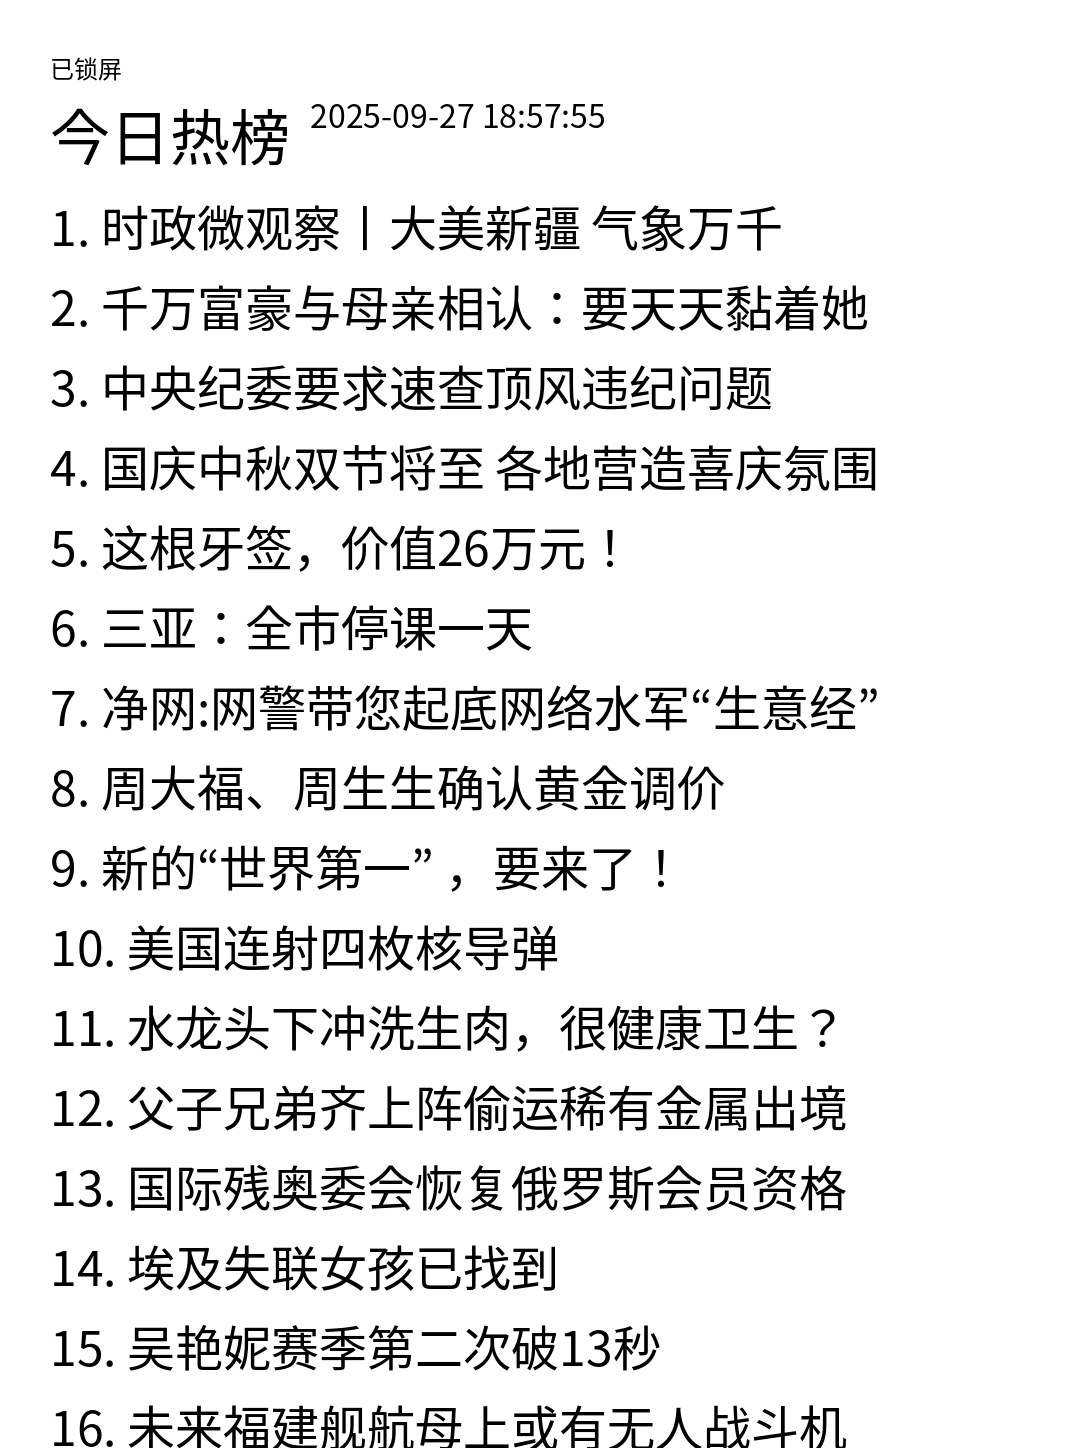 已锁屏
今日热榜 2025-09-27 18:57:55
1. 时政微观察丨大美新疆 气象万千
2. 千万富豪与母亲相认：要天天黏着她
3. 中央纪委要求速查顶风违纪问题
4. 国庆中秋双节将至 各地营造喜庆氛围
5. 这根牙签，价值26万元！
6. 三亚：全市停课一天
7. 净网:网警带您起底网络水军“生意经”
8. 周大福、周生生确认黄金调价
9. 新的“世界第一” ，要来了！
10. 美国连射四枚核导弹
11. 水龙头下冲洗生肉，很健康卫生？
12. 父子兄弟齐上阵偷运稀有金属出境
13. 国际残奥委会恢复俄罗斯会员资格
14. 埃及失联女孩已找到
15. 吴艳妮赛季第二次破13秒
16. 未来福建舰航母上或有无人战斗机